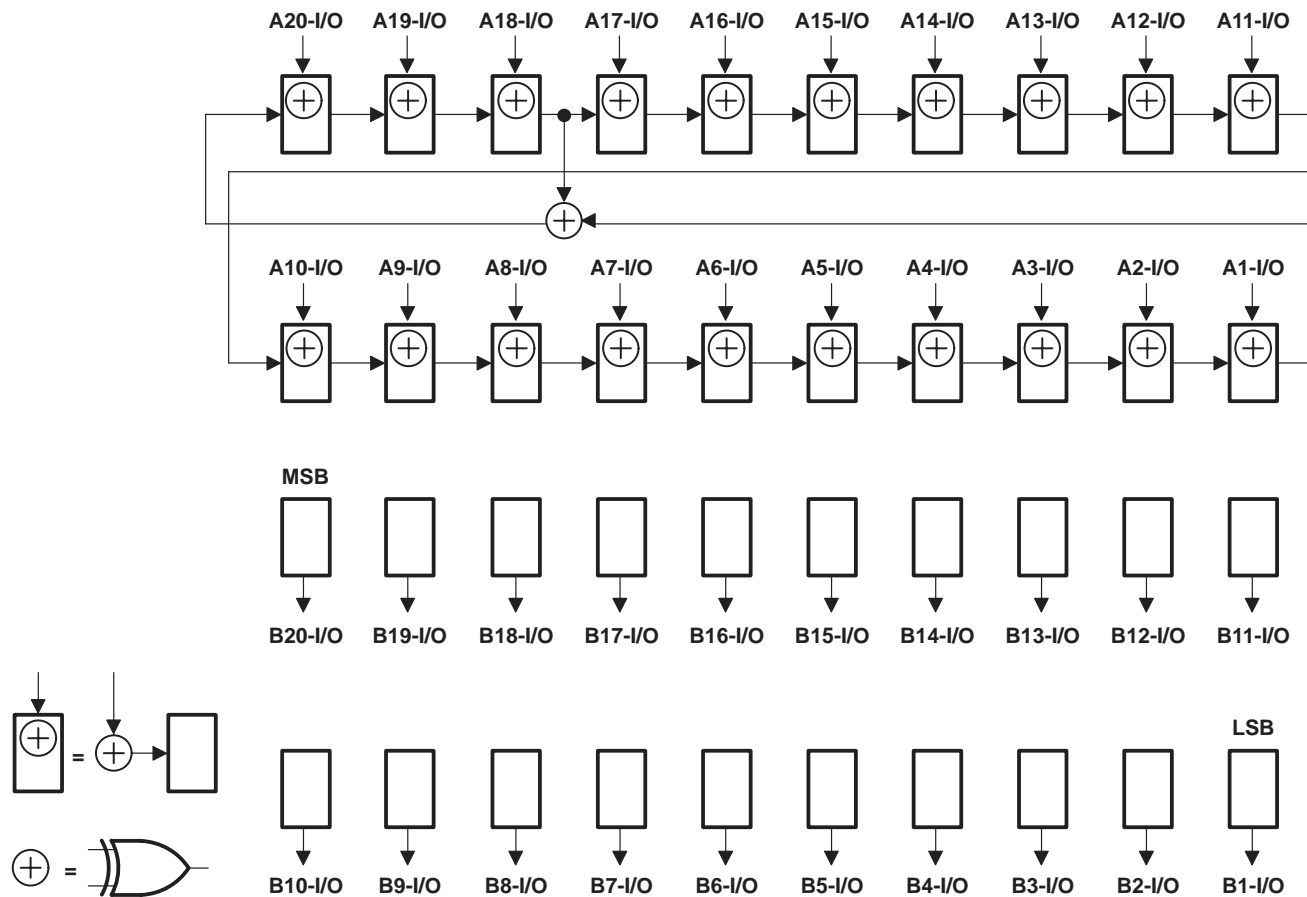 A20-I/O A19-I/O A18-I/O A17-I/O A16-I/O A15-I/O A14-I/O A13-I/O A12-I/O A11-I/O
A10-I/O A9-I/O A8-I/O A7-I/O A6-I/O A5-I/O A4-I/O A3-I/O A2-I/O A1-I/O
MSB
B20-I/O B19-I/O B18-I/O B17-I/O B16-I/O B15-I/O B14-I/O B13-I/O B12-I/O B11-I/O
LSB
=
=
B10-I/O B9-I/O B8-I/O B7-I/O B6-I/O B5-I/O B4-I/O B3-I/O B2-I/O B1-I/O